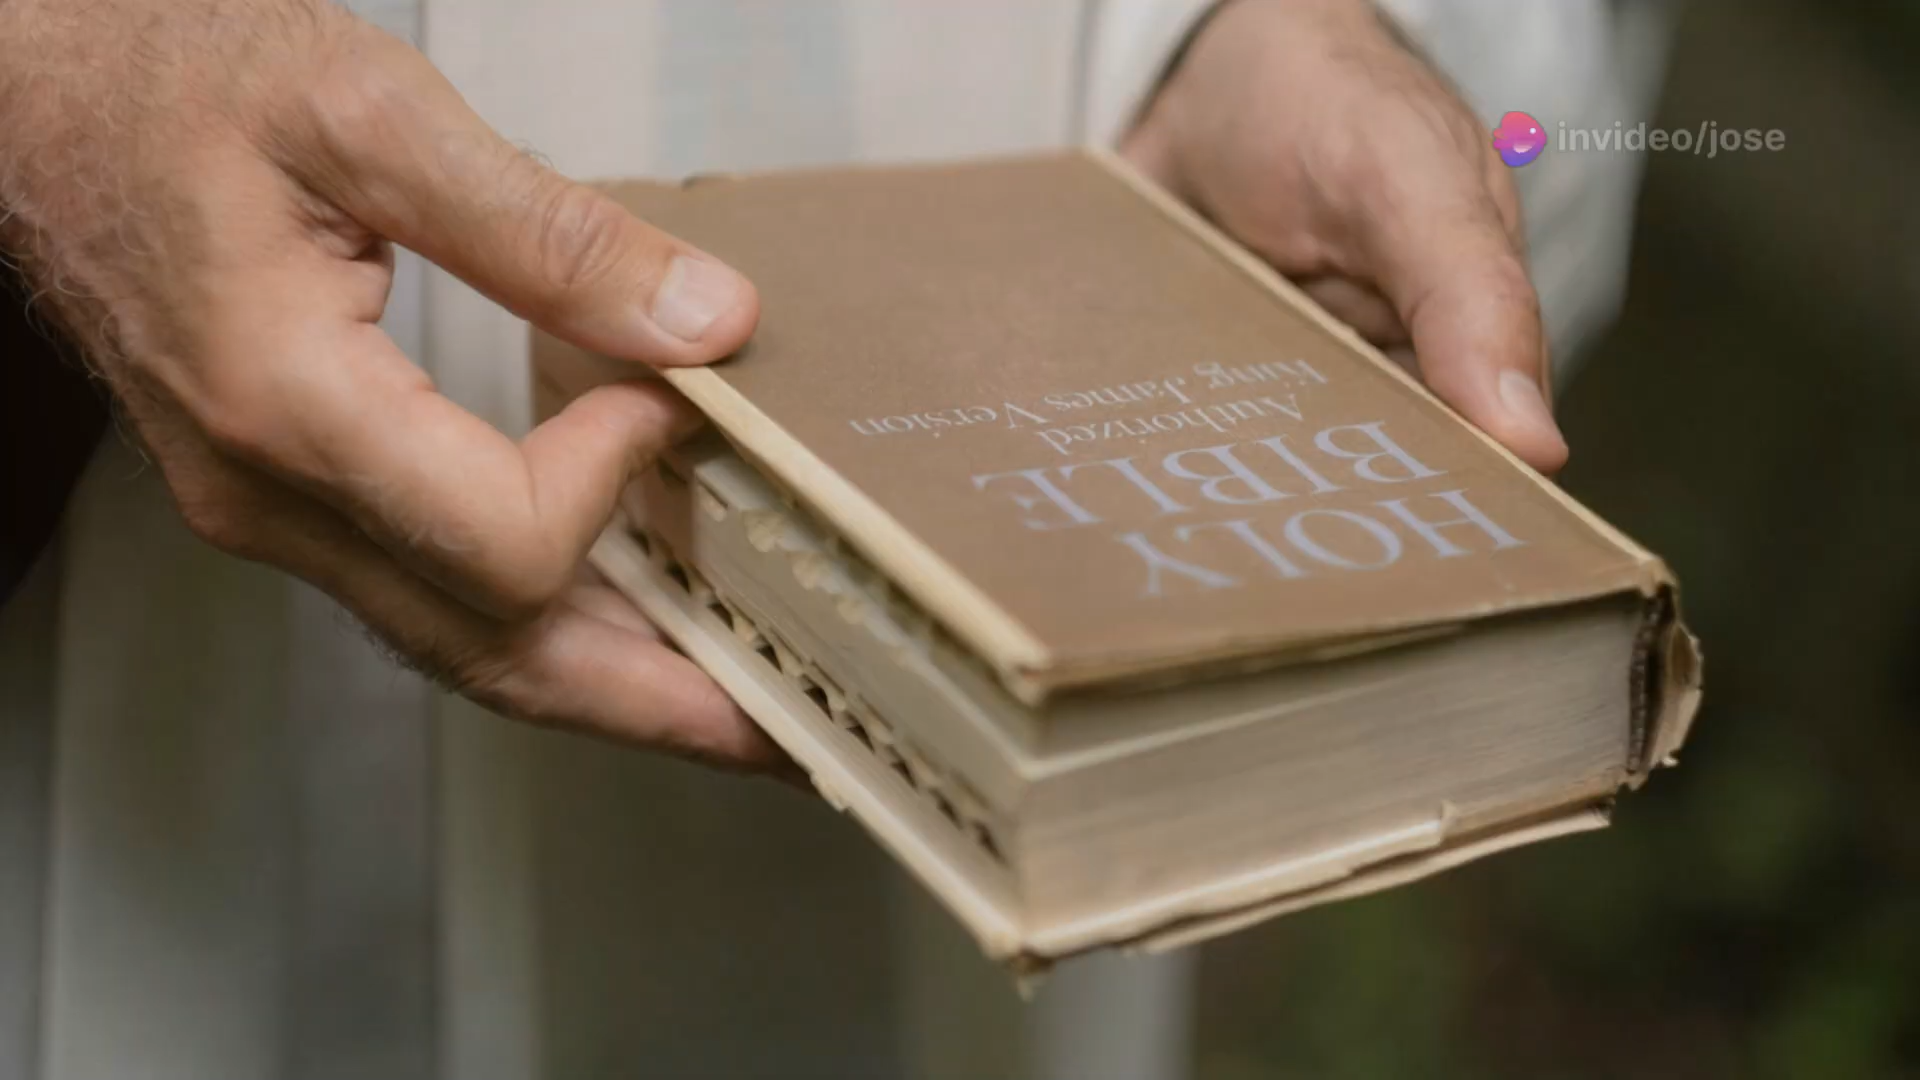 invideo/jose
HOLY
BIBLE
Authorized
King James Version